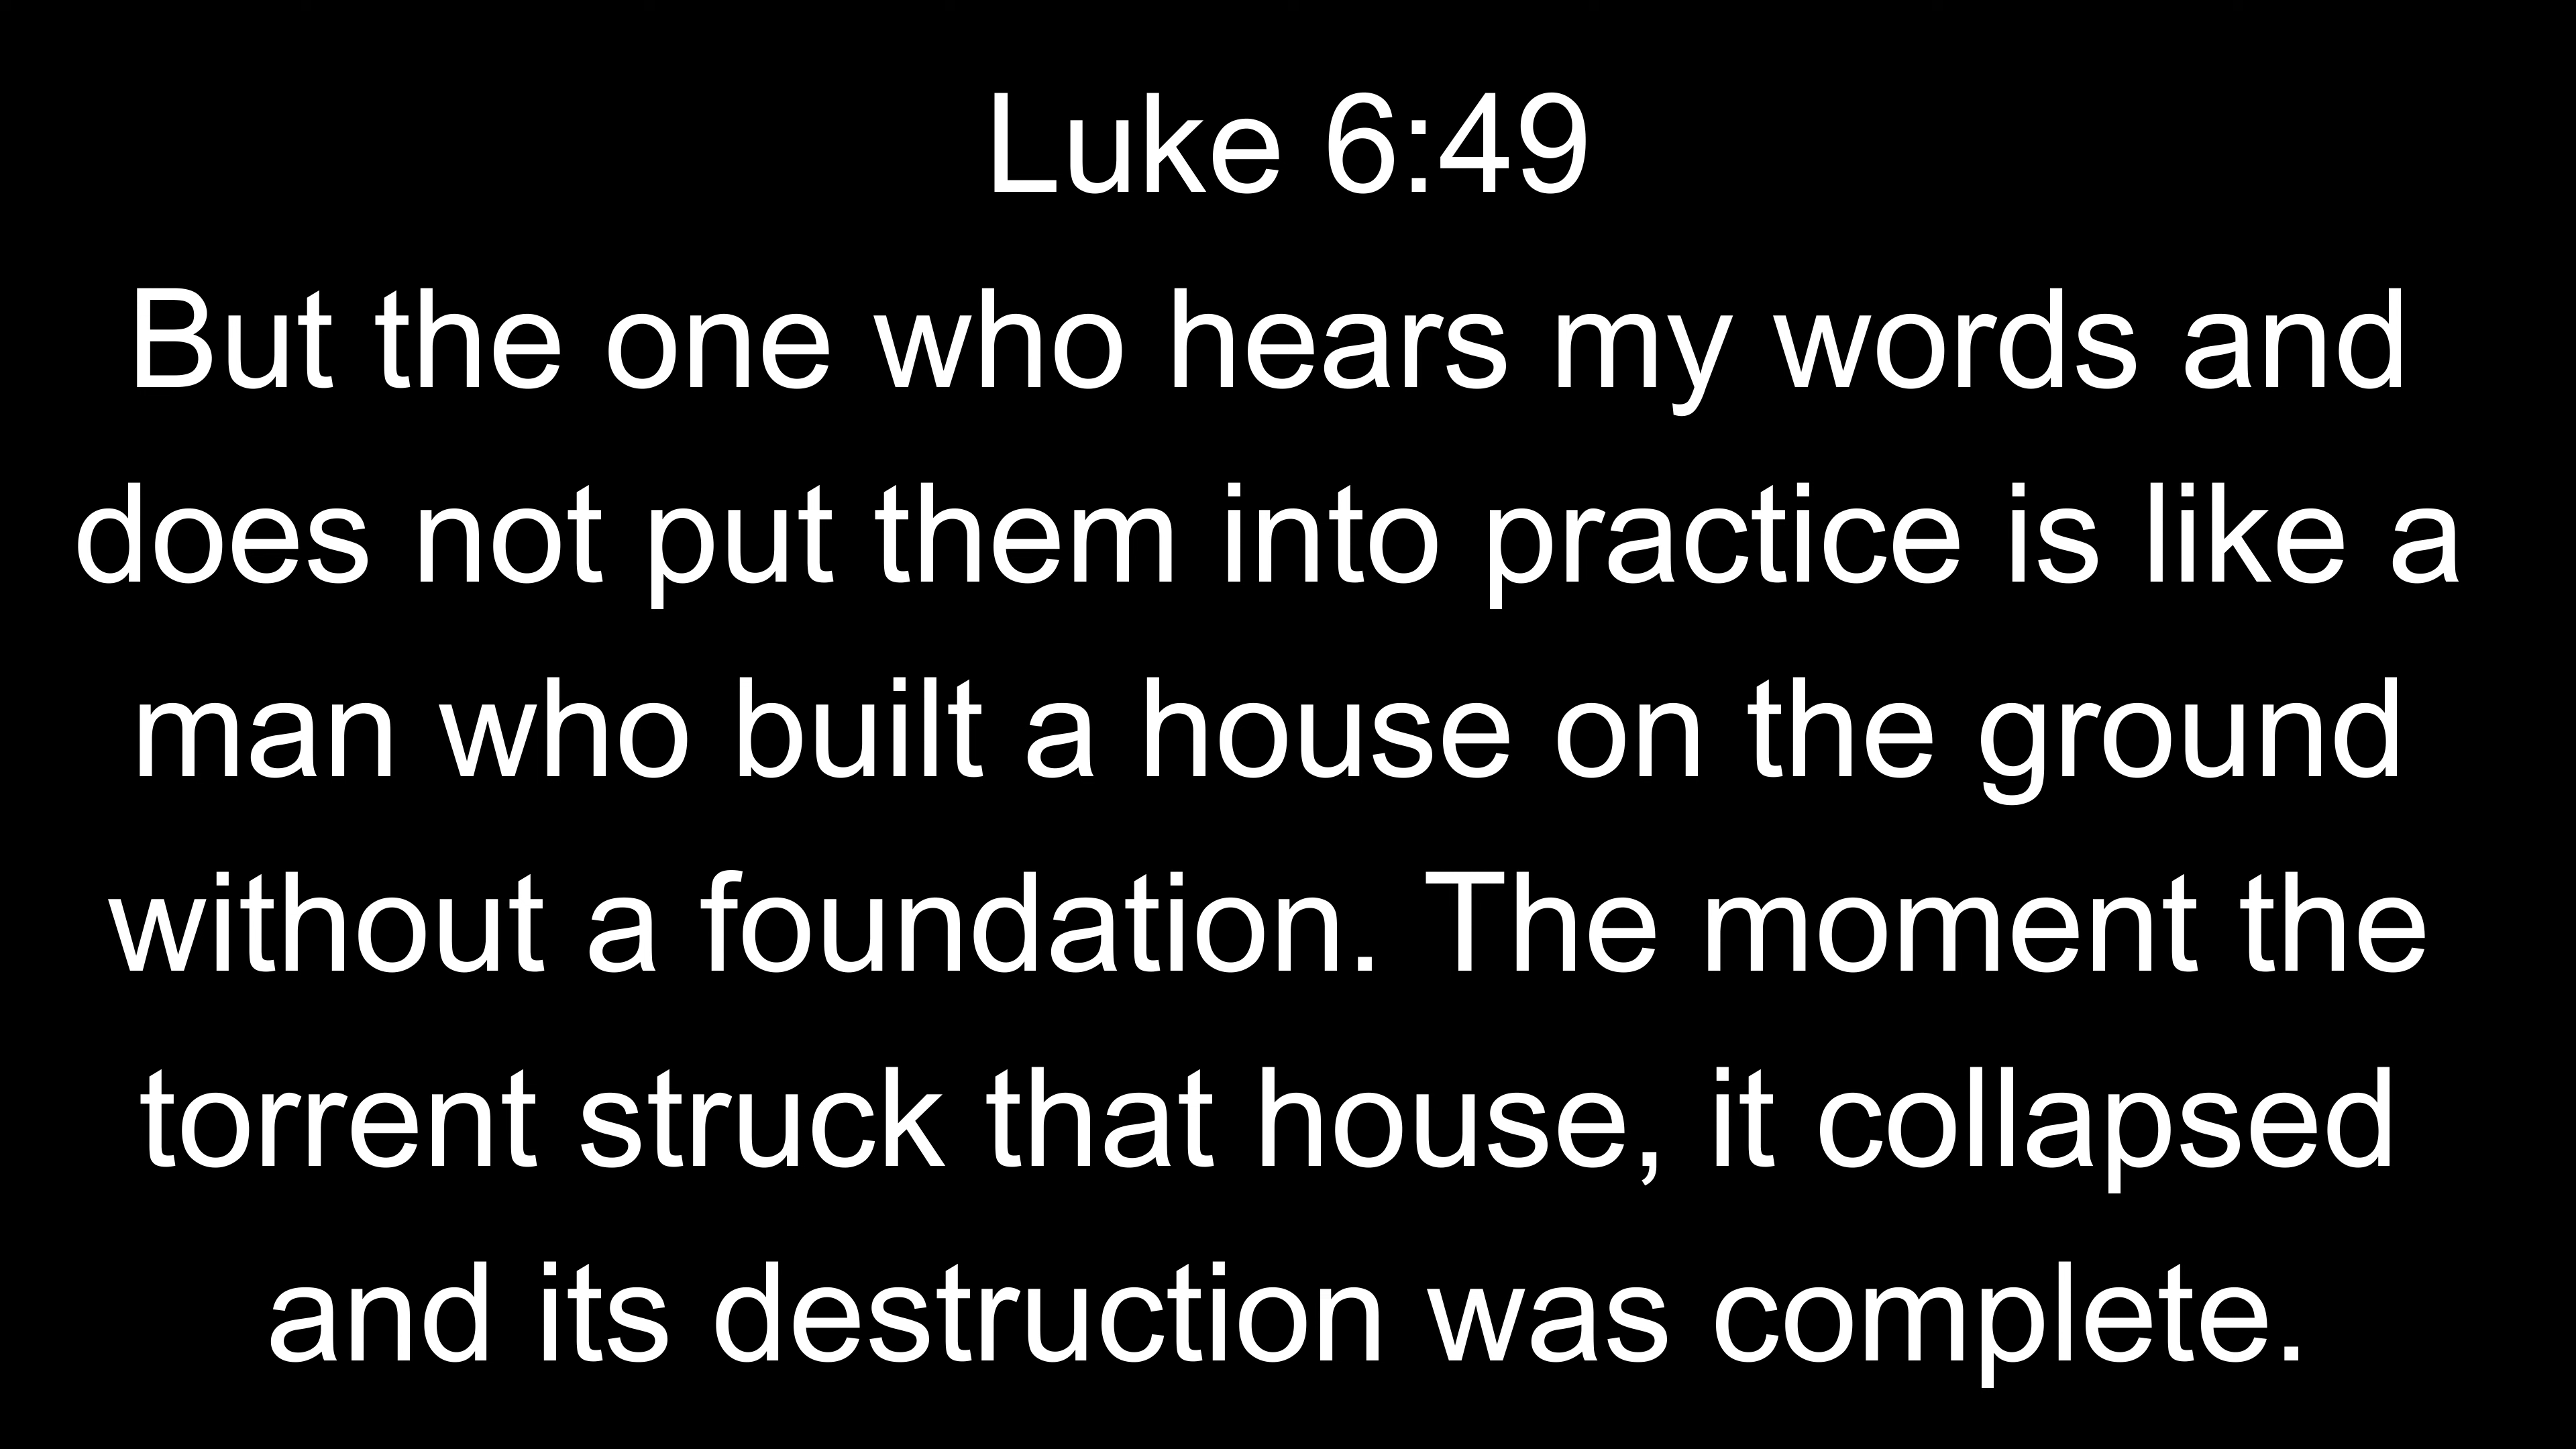 Luke 6:49
But the one who hears my words and
does not put them into practice is like a
man who built a house on the ground
without a foundation. The moment the
torrent struck that house, it collapsed
and its destruction was complete.